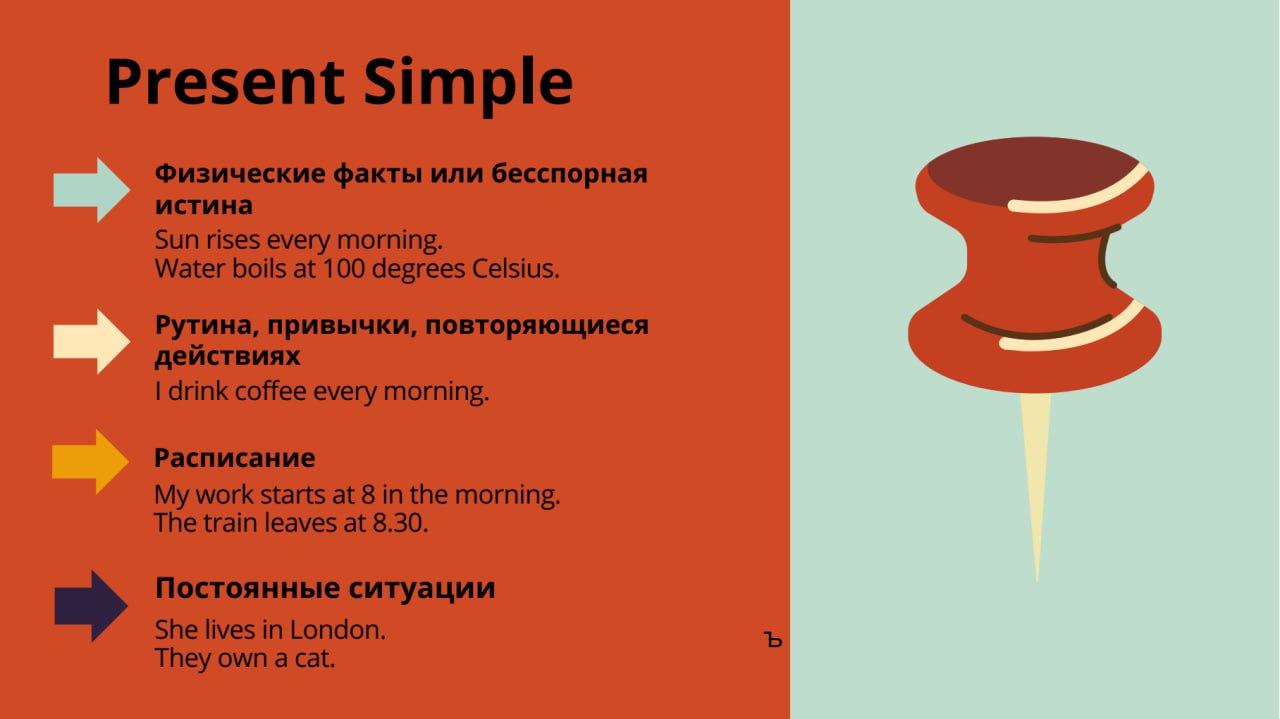 Present Simple
Физические факты или бесспорная
истина
Sun rises every morning.
Water boils at 100 degrees Celsius.
Рутина, привычки, повторяющиеся
действиях
I drink coffee every morning.
Расписание
My work starts at 8 in the morning.
The train leaves at 8.30.
Постоянные ситуации
She lives in London.
They own a cat.
ъ